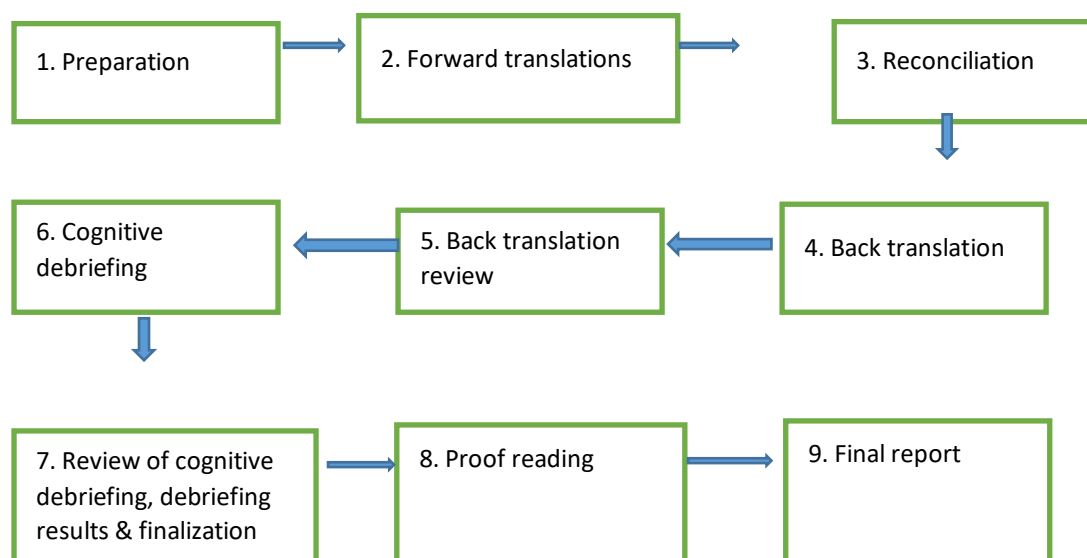 1. Preparation
2. Forward translations
3. Reconciliation
4. Back translation
5. Back translation
review
6. Cognitive
debriefing
7. Review of cognitive
debriefing, debriefing
results & finalization
8. Proof reading
9. Final report